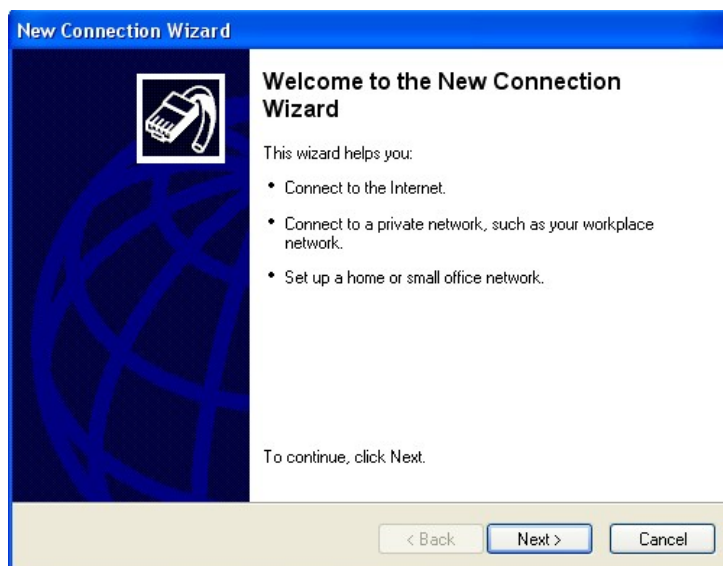 New Connection Wizard
Welcome to the New Connection
Wizard
This wizard helps you:
• Connect to the Internet.
• Connect to a private network, such as your workplace
network.
• Set up a home or small office network.
To continue, click Next.
< Back Next > Cancel